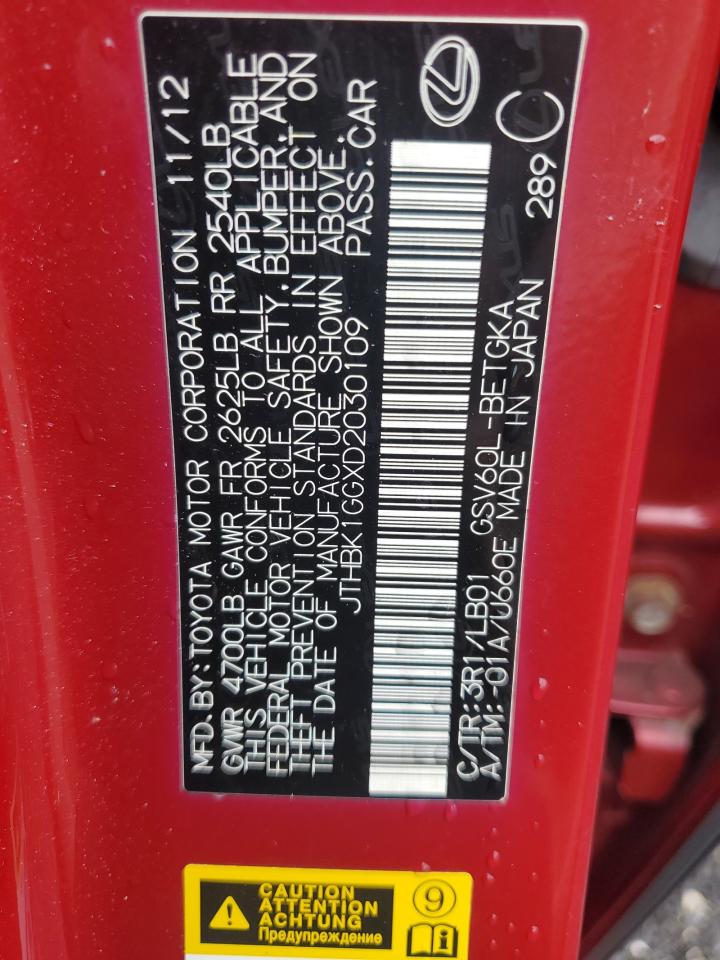 MFD.BY:TOYOTA MOTOR CORPORATION 11/12
GVWR 4700LB GAWR FR 2625LB RR 2540LB
THIS VEHICLE CONFORMS TO ALL APPLICABLE
FEDERAL MOTOR VEHICLE SAFETY,BUMPER,AND
THEFT PREVENTION STANDARDS IN EFFECT ON
THE DATE OF MANUFACTURE SHOWN ABOVE.
JTHBK1GGXD2030109 PASS.CAR
C/TR:3R1/LB01 GSV60L-BETGKA 289
A/TM:-01A/U660E MADE IN JAPAN
CAUTION
ATTENTION
ACHTUNG
Предупреждение
9